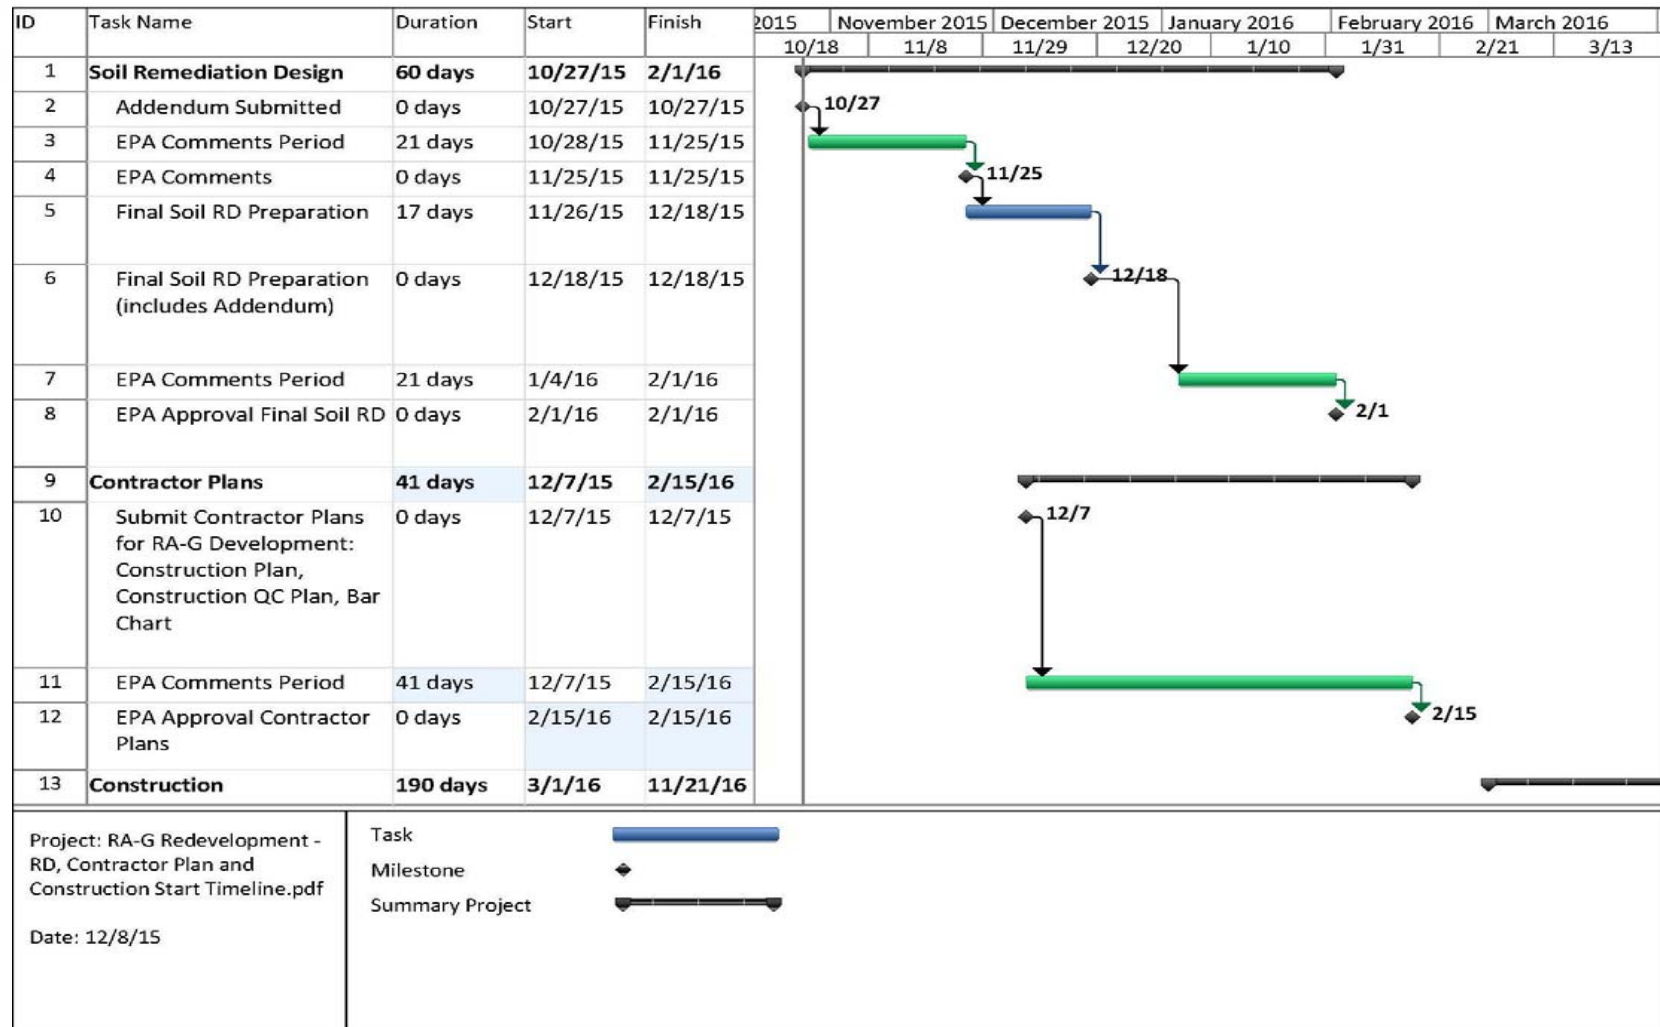 ID Task Name Duration Start Finish 2015 November 2015 December 2015 January 2016 February 2016 March 2016
10/18 11/8 11/29 12/20 1/10 1/31 2/21 3/13
1 Soil Remediation Design 60 days 10/27/15 2/1/16
2 Addendum Submitted 0 days 10/27/15 10/27/15 10/27
3 EPA Comments Period 21 days 10/28/15 11/25/15
4 EPA Comments 0 days 11/25/15 11/25/15 11/25
5 Final Soil RD Preparation 17 days 11/26/15 12/18/15
6 Final Soil RD Preparation 0 days 12/18/15 12/18/15 12/18
(includes Addendum)
7 EPA Comments Period 21 days 1/4/16 2/1/16
8 EPA Approval Final Soil RD 0 days 2/1/16 2/1/16 2/1
9 Contractor Plans 41 days 12/7/15 2/15/16
10 Submit Contractor Plans 0 days 12/7/15 12/7/15 12/7
for RA-G Development:
Construction Plan,
Construction QC Plan, Bar
Chart
11 EPA Comments Period 41 days 12/7/15 2/15/16
12 EPA Approval Contractor 0 days 2/15/16 2/15/16 2/15
Plans
13 Construction 190 days 3/1/16 11/21/16
Project: RA-G Redevelopment -
RD, Contractor Plan and
Construction Start Timeline.pdf
Date: 12/8/15
Task
Milestone
Summary Project